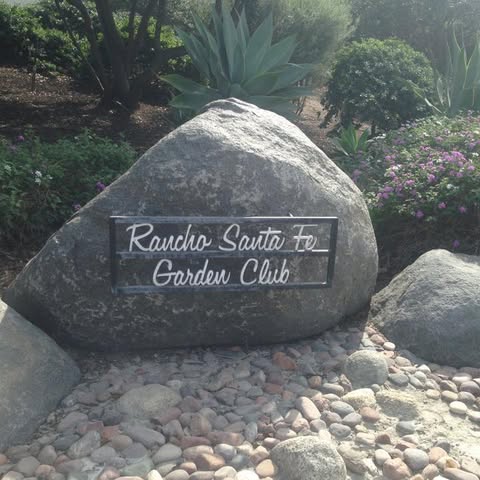 Rancho Santa Fe
Garden Club